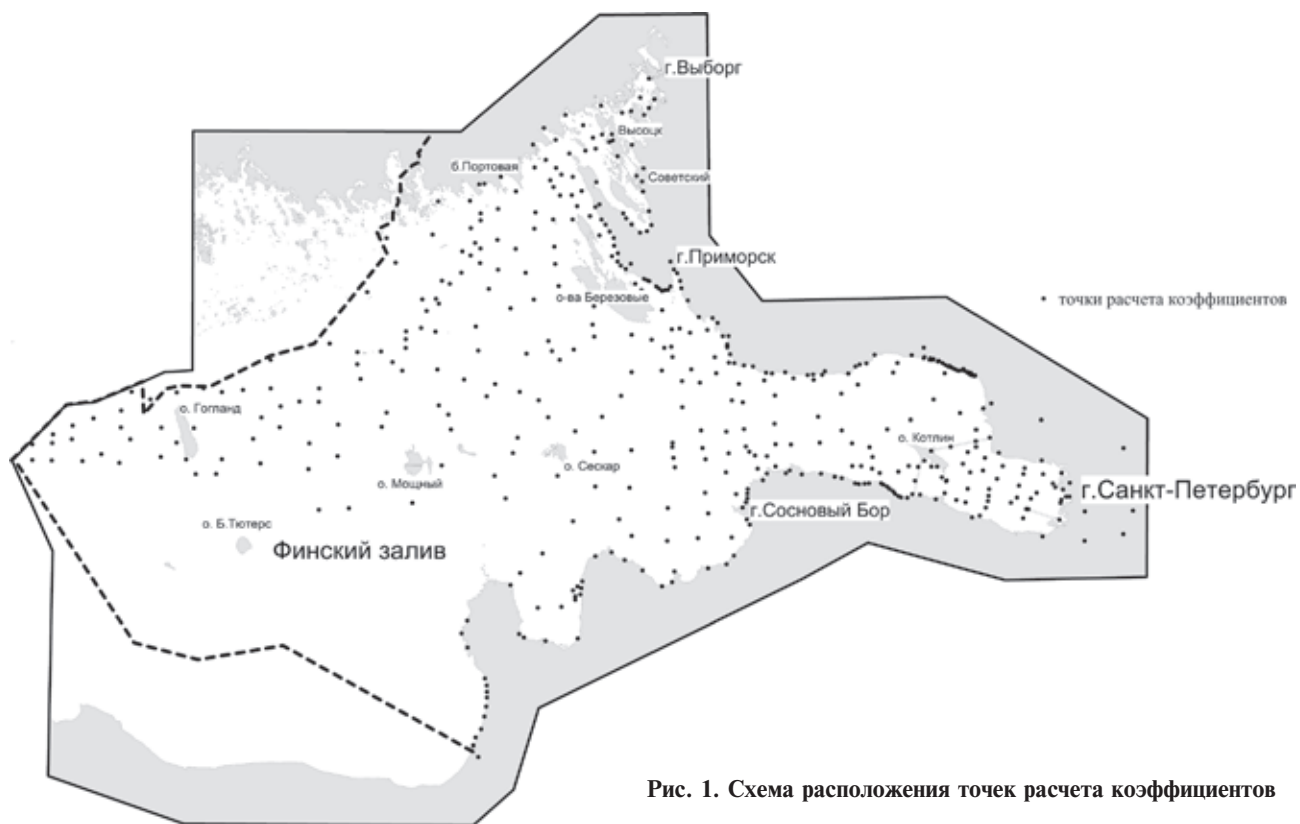 г.Выборг
Высоцк
б.Портовая
Советский
г.Приморск
о-ва Березовые
точки расчета коэффициентов
о. Гогланд
о. Котлин
о. Сескар
о. Мощный
г.Санкт-Петербург
г.Сосновый Бор
о. Б.Тютерс
Финский залив
Рис. 1. Схема расположения точек расчета коэффициентов